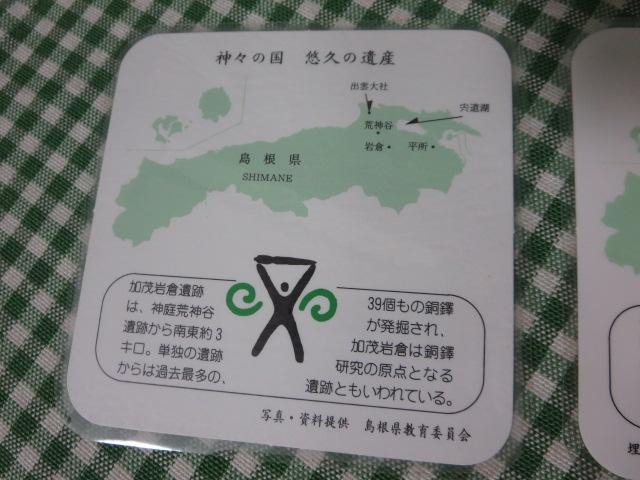 神々の国　悠久の遺産
出雲大社
宍道湖
荒神谷
岩倉・　平所・
島根県
SHIMANE
加茂岩倉遺跡
は、神庭荒神谷
遺跡から南東約3
キロ。単独の遺跡
からは過去最多の、
39個もの銅鐸
が発掘され、
加茂岩倉は銅鐸
研究の原点となる
遺跡ともいわれている。
写真・資料提供　島根県教育委員会
埋